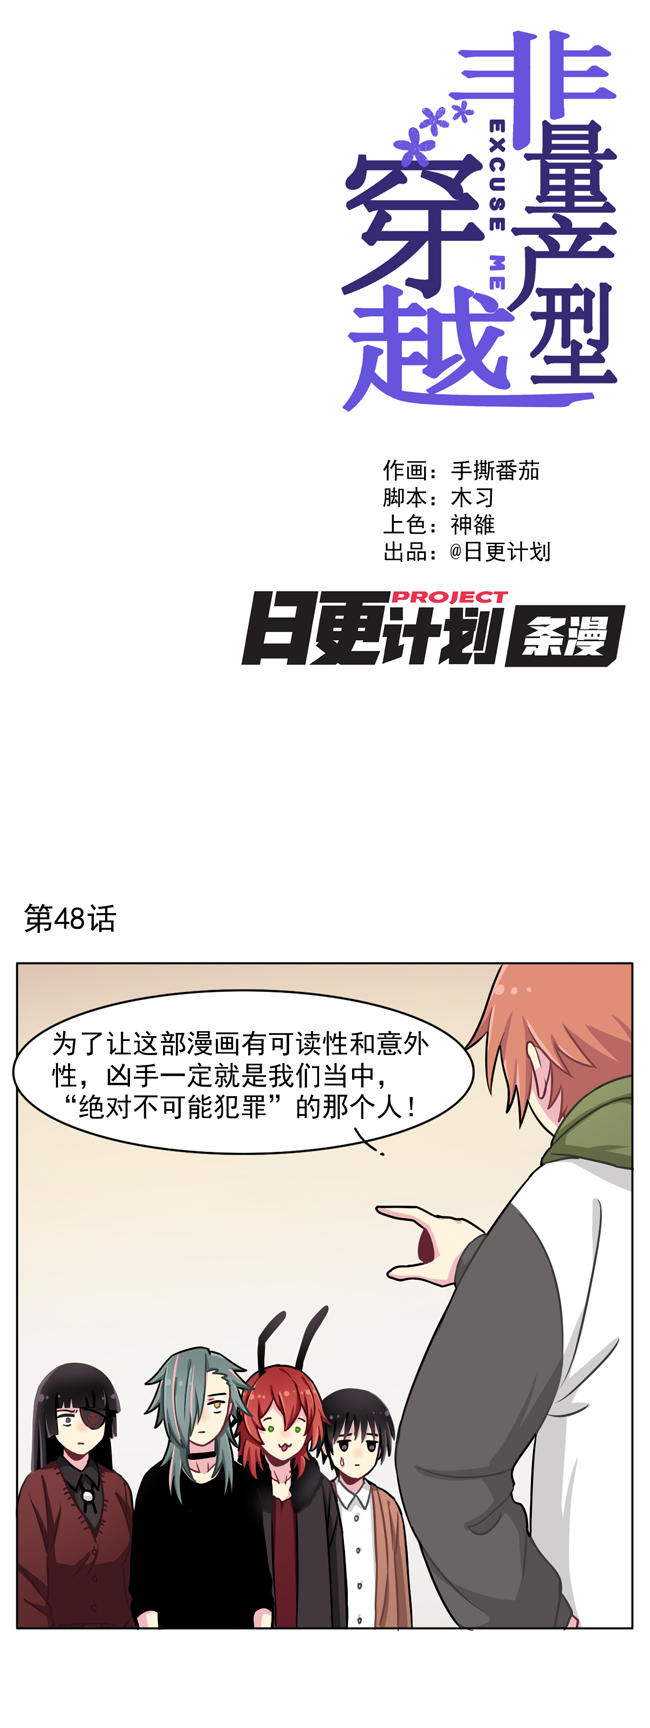 非量产型
EXCUSE ME
穿越
作画：手撕番茄
脚本：木习
上色：神雒
出品：@日更计划
PROJECT
日更计划 条漫
第48话
为了让这部漫画有可读性和意外
性，凶手一定就是我们当中，
“绝对不可能犯罪”的那个人！